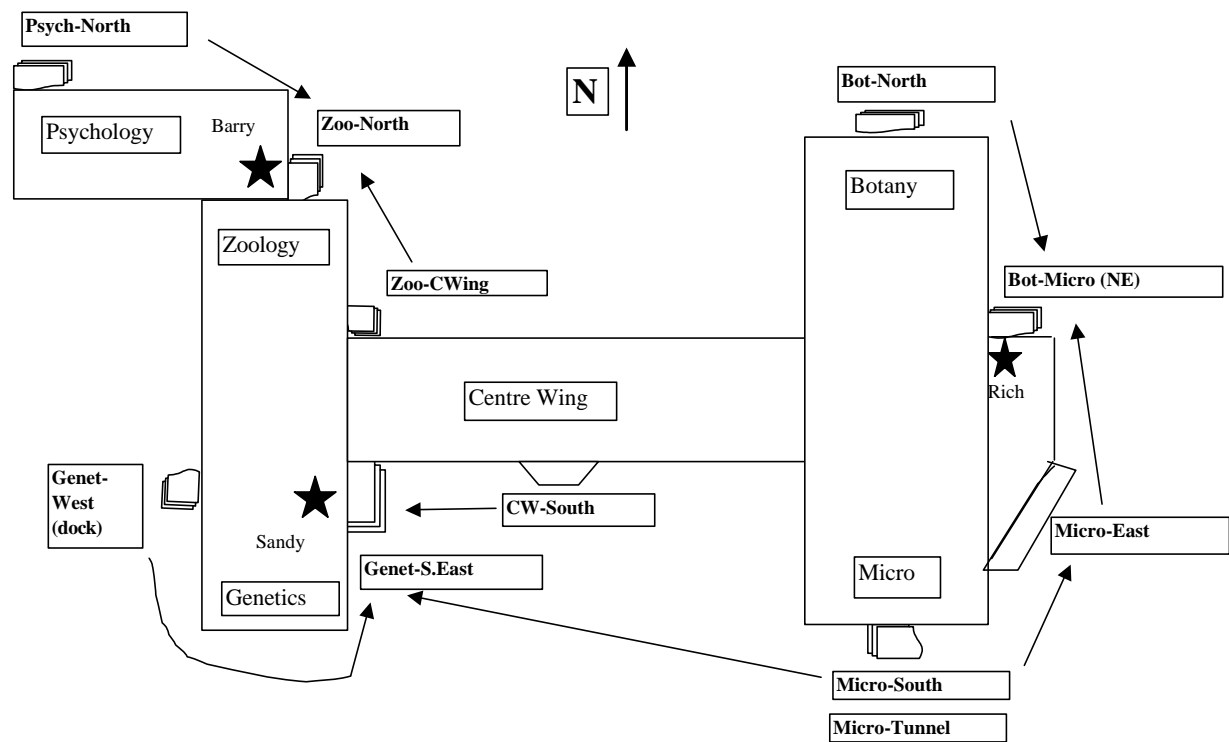 Psych-North
N
Bot-North
Psychology
Barry
Zoo-North
Botany
Zoology
Zoo-CWing
Bot-Micro (NE)
Centre Wing
Rich
Genet-
West
(dock)
CW-South
Micro-East
Sandy
Genet-S.East
Micro
Genetics
Micro-South
Micro-Tunnel